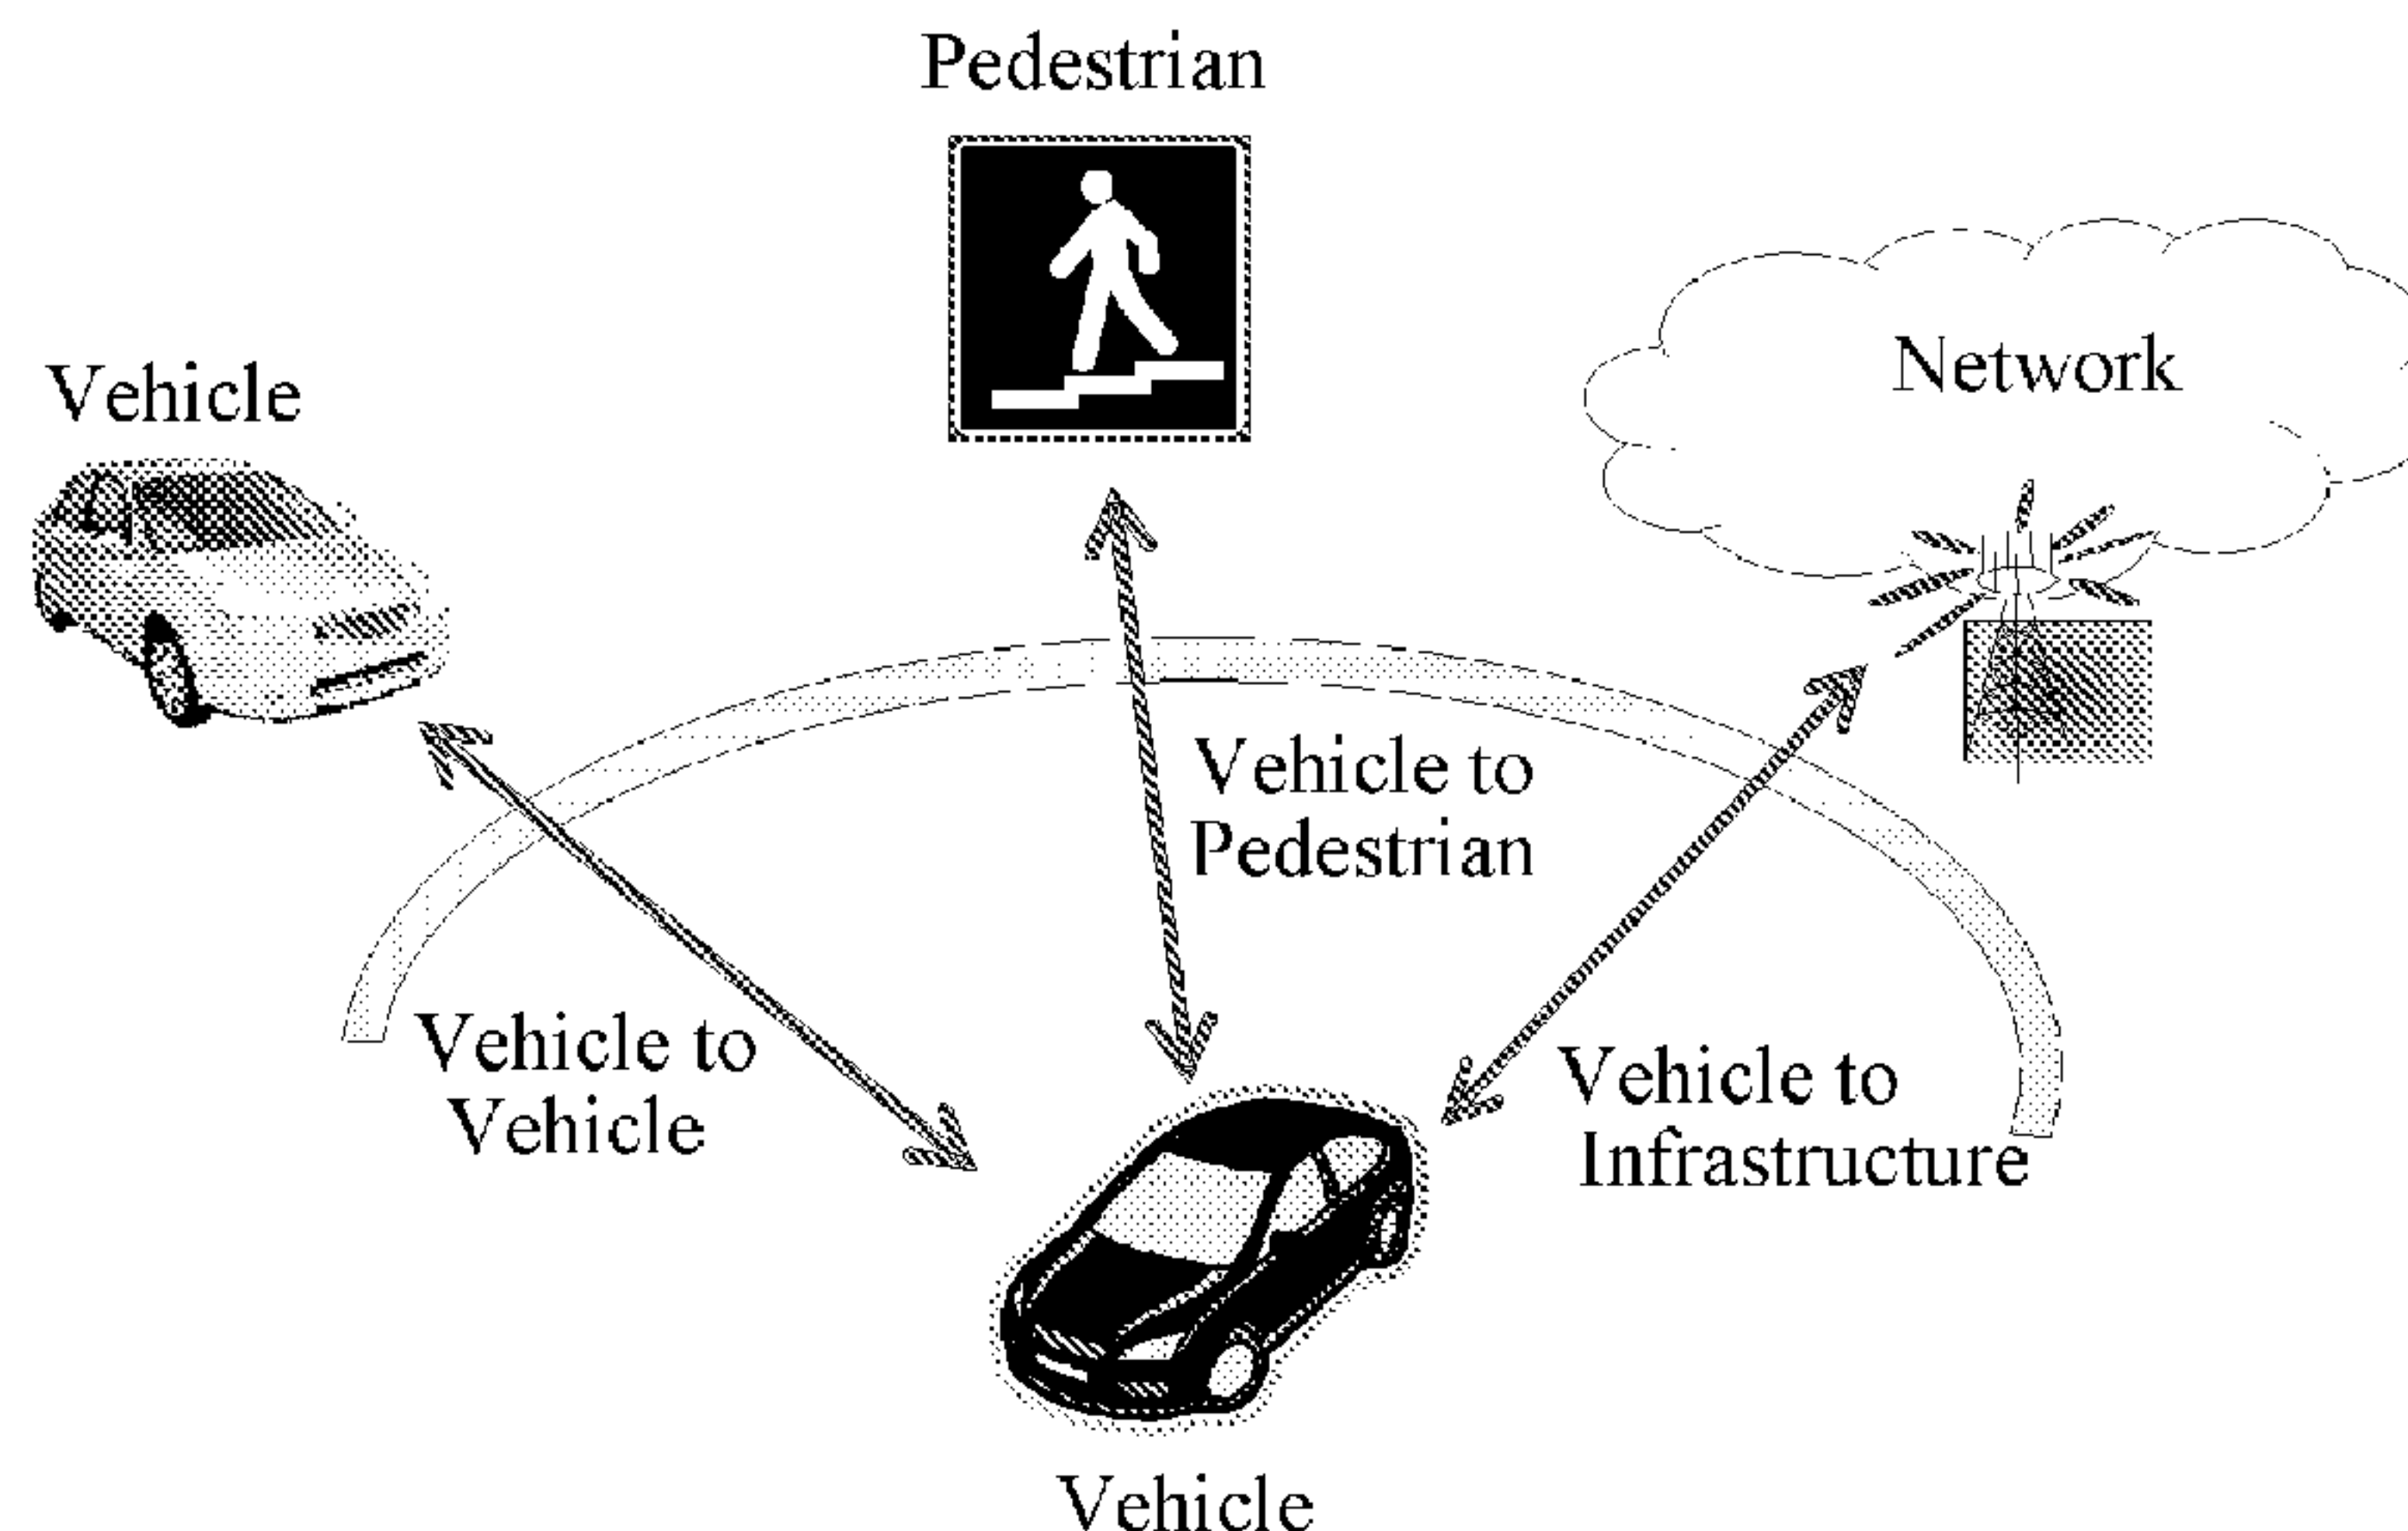 Pedestrian
Network
Vehicle
Vehicle to
Pedestrian
Vehicle to
Vehicle
Vehicle to
Infrastructure
Vehicle